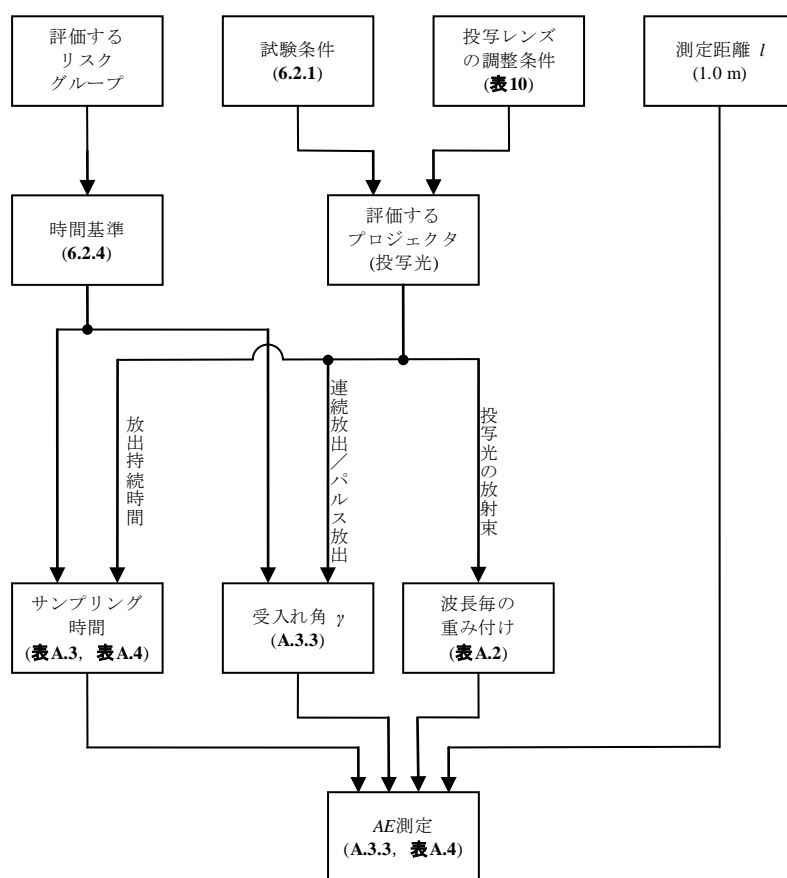 評価する
リスク
グループ
試験条件
(6.2.1)
投写レンズ
の調整条件
(表10)
測定距離 l
(1.0 m)
時間基準
(6.2.4)
評価する
プロジェクタ
(投写光)
放出持続時間
連続放出/パルス放出
投写光の放射束
サンプリング
時間
(表A.3, 表A.4)
受入れ角 γ
(A.3.3)
波長毎の
重み付け
(表A.2)
AE測定
(A.3.3, 表A.4)